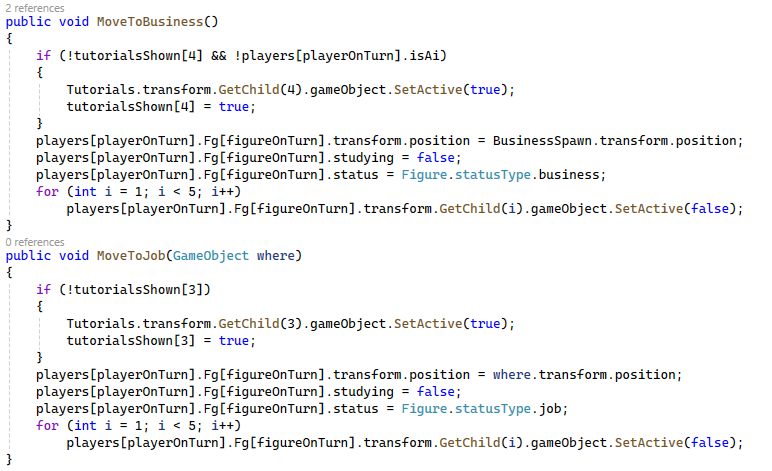 2 references
public void MoveToBusiness()
{
if (!tutorialsShown[4] && !players[playerOnTurn].isAi)
{
Tutorials.transform.GetChild(4).gameObject.SetActive(true);
tutorialsShown[4] = true;
}
players[playerOnTurn].Fg[figureOnTurn].transform.position = BusinessSpawn.transform.position;
players[playerOnTurn].Fg[figureOnTurn].studying = false;
players[playerOnTurn].Fg[figureOnTurn].status = Figure.statusType.business;
for (int i = 1; i < 5; i++)
players[playerOnTurn].Fg[figureOnTurn].transform.GetChild(i).gameObject.SetActive(false);
}
0 references
public void MoveToJob(GameObject where)
{
if (!tutorialsShown[3])
{
Tutorials.transform.GetChild(3).gameObject.SetActive(true);
tutorialsShown[3] = true;
}
players[playerOnTurn].Fg[figureOnTurn].transform.position = where.transform.position;
players[playerOnTurn].Fg[figureOnTurn].studying = false;
players[playerOnTurn].Fg[figureOnTurn].status = Figure.statusType.job;
for (int i = 1; i < 5; i++)
players[playerOnTurn].Fg[figureOnTurn].transform.GetChild(i).gameObject.SetActive(false);
}